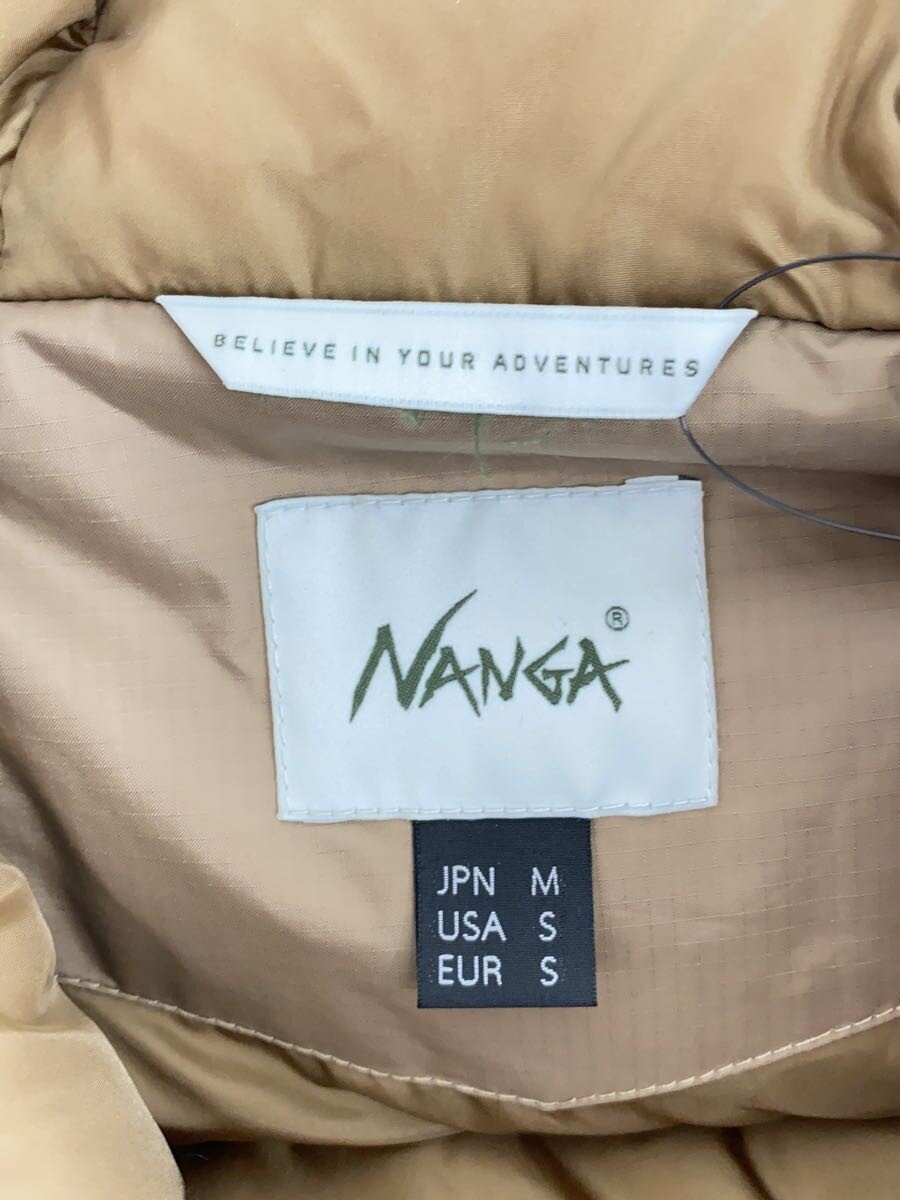 BELIEVE IN YOUR ADVENTURES
NANGA®
JPN M
USA S
EUR S